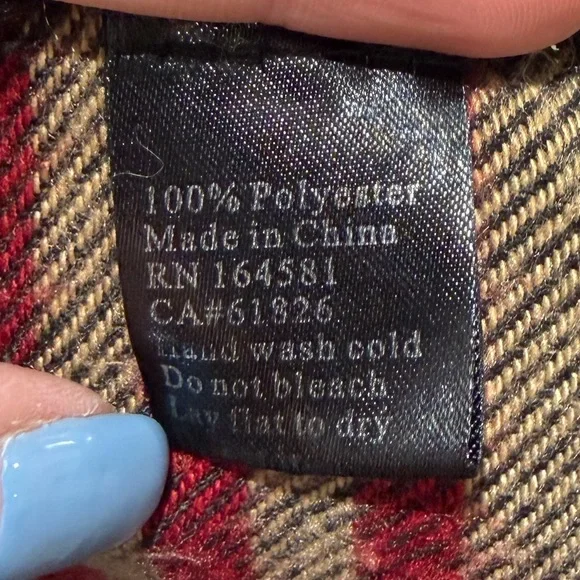 100% Polyester
Made in China
RN 164581
CA#61826
Hand wash cold
Do not bleach
Lay flat to dry